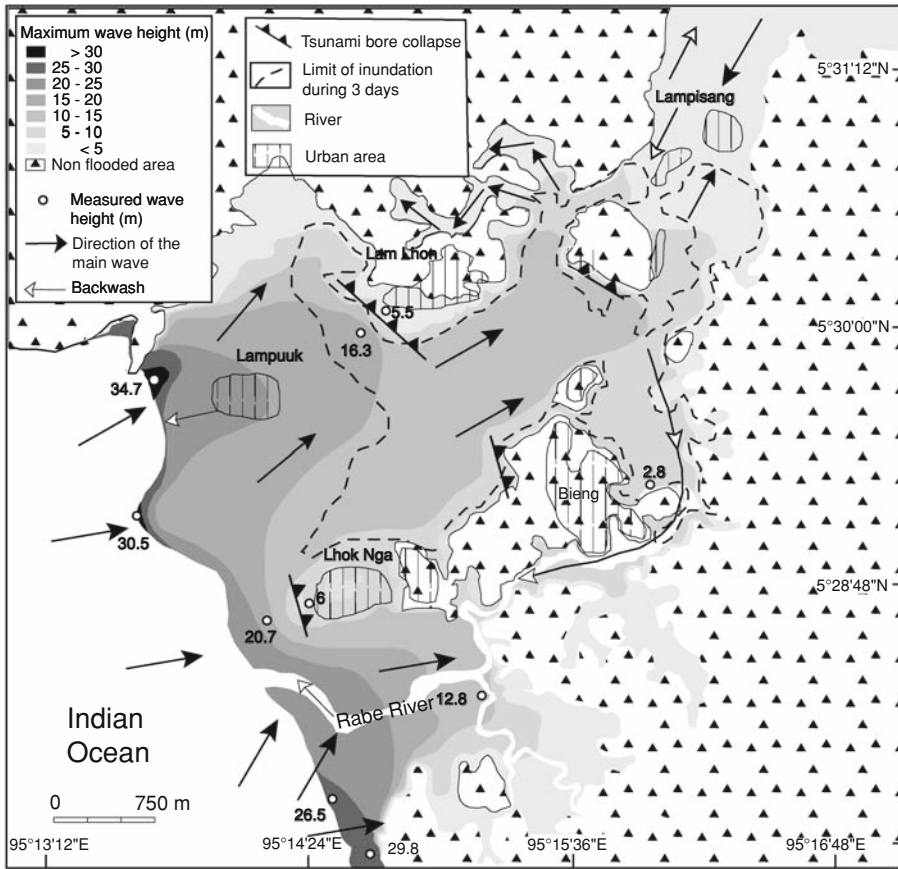 Maximum wave height (m)
> 30
25 - 30
20 - 25
15 - 20
10 - 15
5 - 10
< 5
Non flooded area
Measured wave
height (m)
Direction of the
main wave
Backwash
Tsunami bore collapse
Limit of inundation
during 3 days
River
Urban area
5°31'12"N
Lampisang
Lam Lhon
5.5
5°30'00"N
16.3
Lampuuk
34.7
2.8
Bieng
30.5
Lhok Nga
5°28'48"N
6
20.7
12.8
Rabe River
Indian
Ocean
0 750 m
26.5
29.8
95°13'12"E
95°14'24"E
95°15'36"E
95°16'48"E